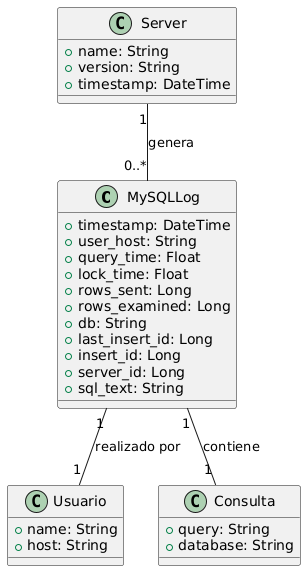 C Server
name: String
version: String
timestamp: DateTime
1
genera
0..*
C MySQLLog
timestamp: DateTime
user_host: String
query_time: Float
lock_time: Float
rows_sent: Long
rows_examined: Long
db: String
last_insert_id: Long
insert_id: Long
server_id: Long
sql_text: String
1 1
realizado por contiene
1 1
C Usuario
name: String
host: String
C Consulta
query: String
database: String